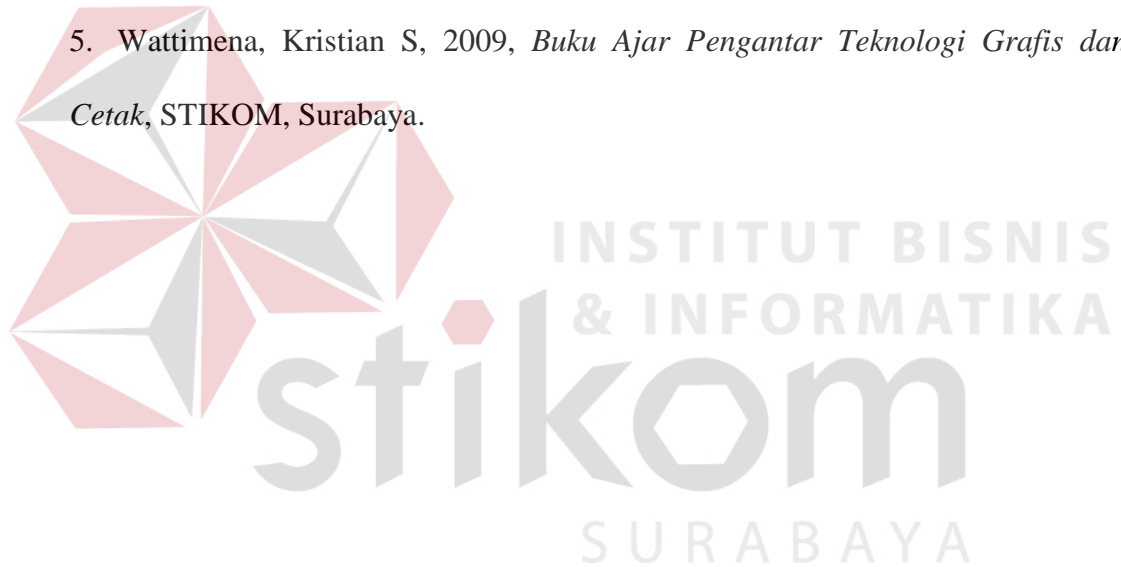 5. Wattimena, Kristian S, 2009, Buku Ajar Pengantar Teknologi Grafis dan
Cetak, STIKOM, Surabaya.
INSTITUT BISNIS
& INFORMATIKA
stikom
SURABAYA